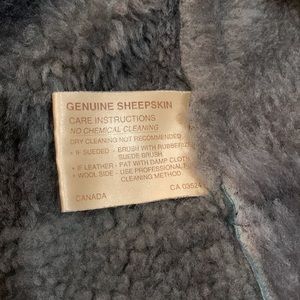 GENUINE SHEEPSKIN
CARE INSTRUCTIONS
NO CHEMICAL CLEANING
DRY CLEANING NOT RECOMMENDED
• IF SUEDED - BRUSH WITH
SUEDE BRUSH.
• IF LEATHER - PAT WITH DAMP CLOTH
• WOOL SIDE - USE PROFESSIONAL
CLEANING METHOD
CANADA CA 03524